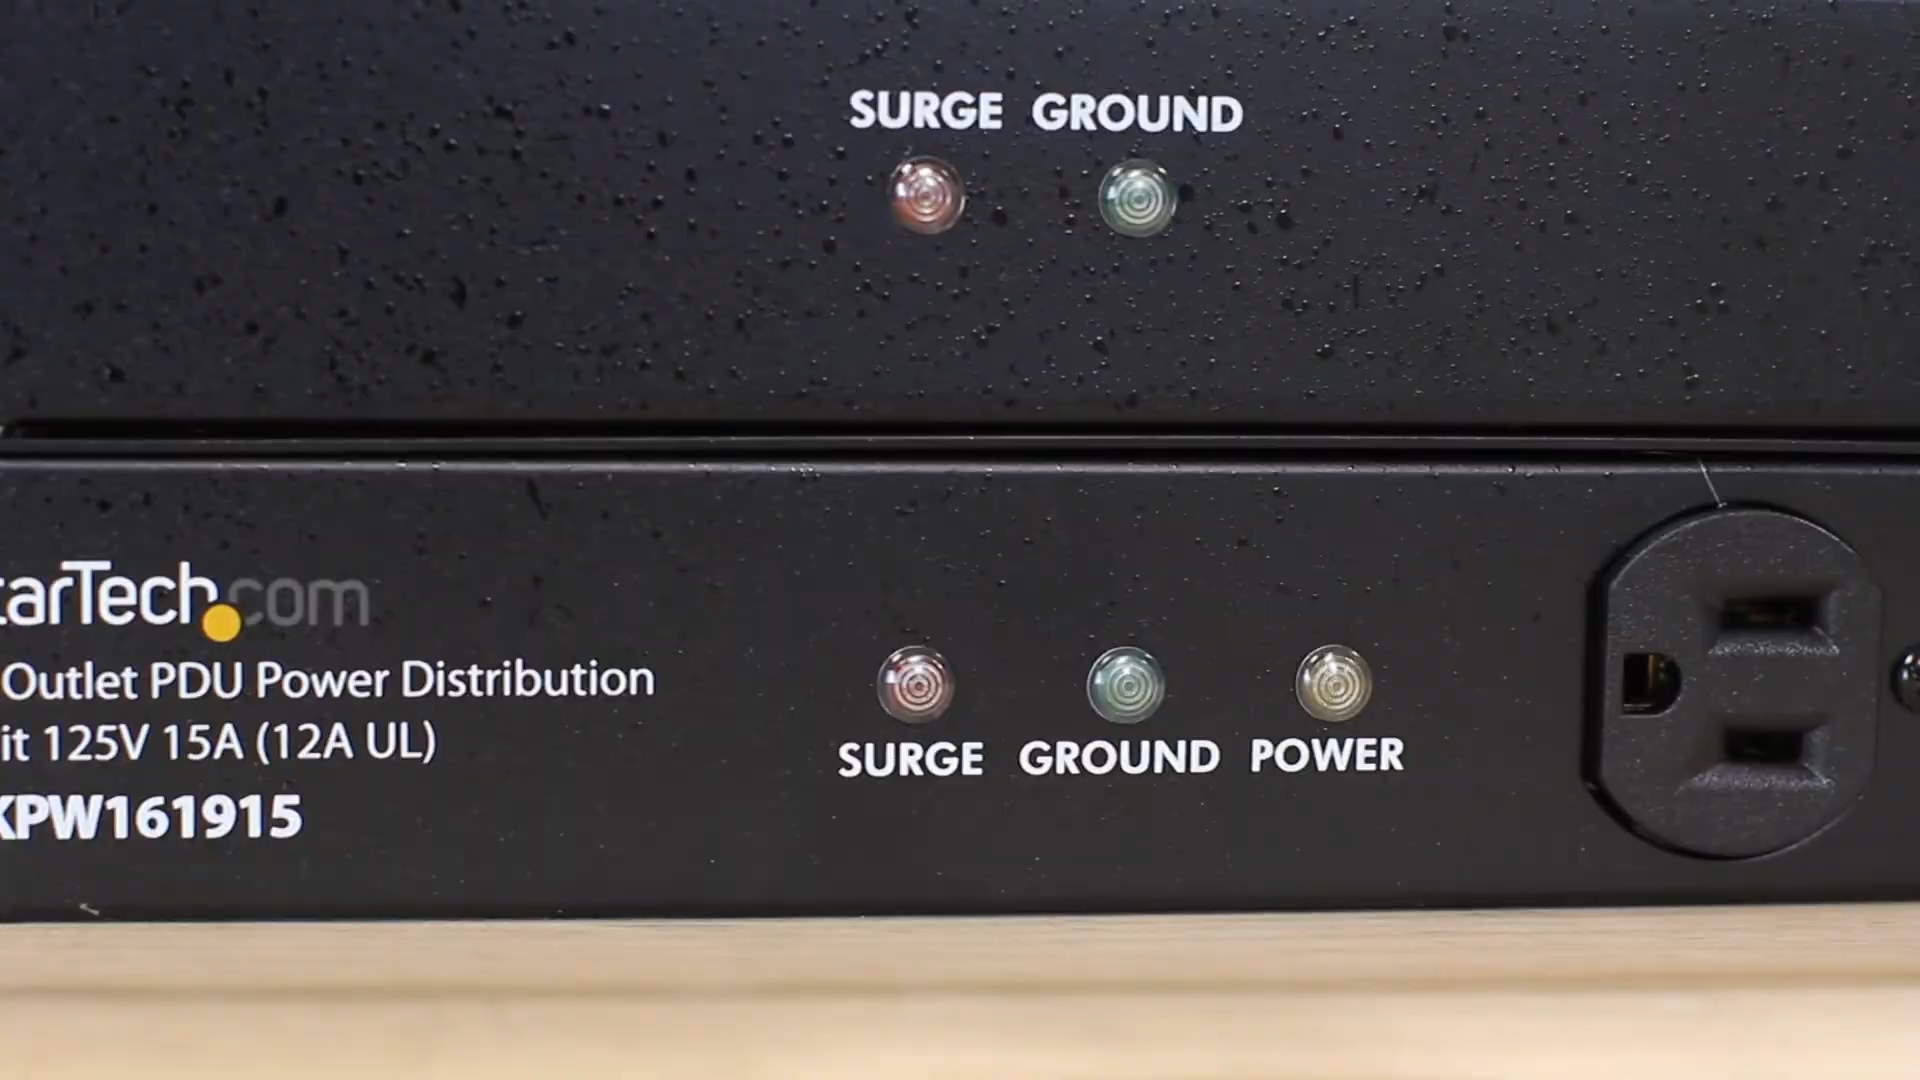 SURGE GROUND
tarTech.com
Outlet PDU Power Distribution
it 125V 15A (12A UL)
KPW161915
SURGE GROUND POWER